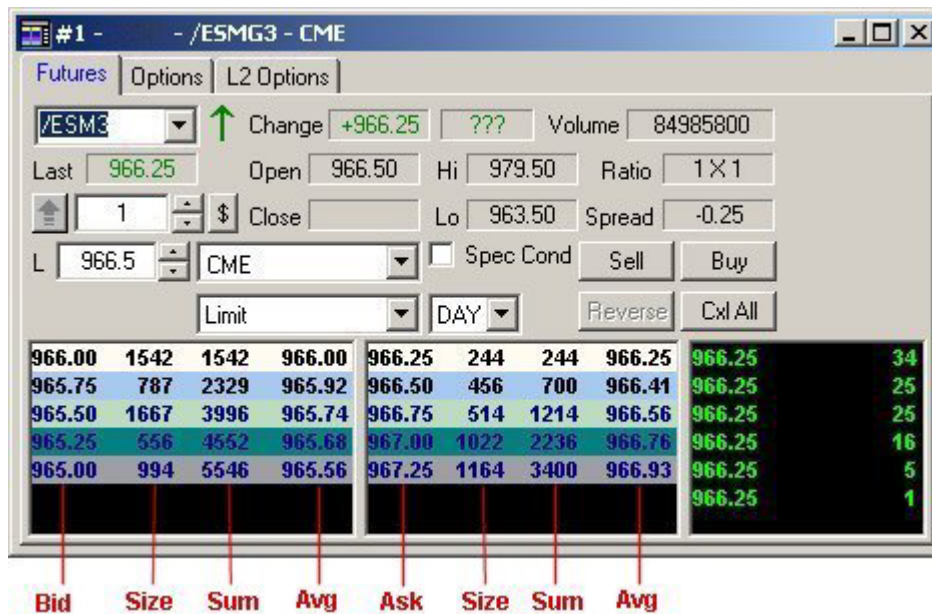 #1 - - /ESMG3 - CME
Futures Options L2 Options
/ESM3 Change +966.25 ??? Volume 84985800
Last 966.25 Open 966.50 Hi 979.50 Ratio 1 X 1
1 $ Close Lo 963.50 Spread -0.25
L 966.5 CME Spec Cond Sell Buy
Limit DAY Reverse Cxl All
966.00 1542 1542 966.00 966.25 244 244 966.25 966.25 34
965.75 787 2329 965.92 966.50 456 700 966.41 966.25 25
965.50 1667 3996 965.74 966.75 514 1214 966.56 966.25 25
965.25 556 4552 965.68 967.00 1022 2236 966.76 966.25 16
965.00 994 5546 965.56 967.25 1164 3400 966.93 966.25 5
966.25 1
Bid Size Sum Avg Ask Size Sum Avg